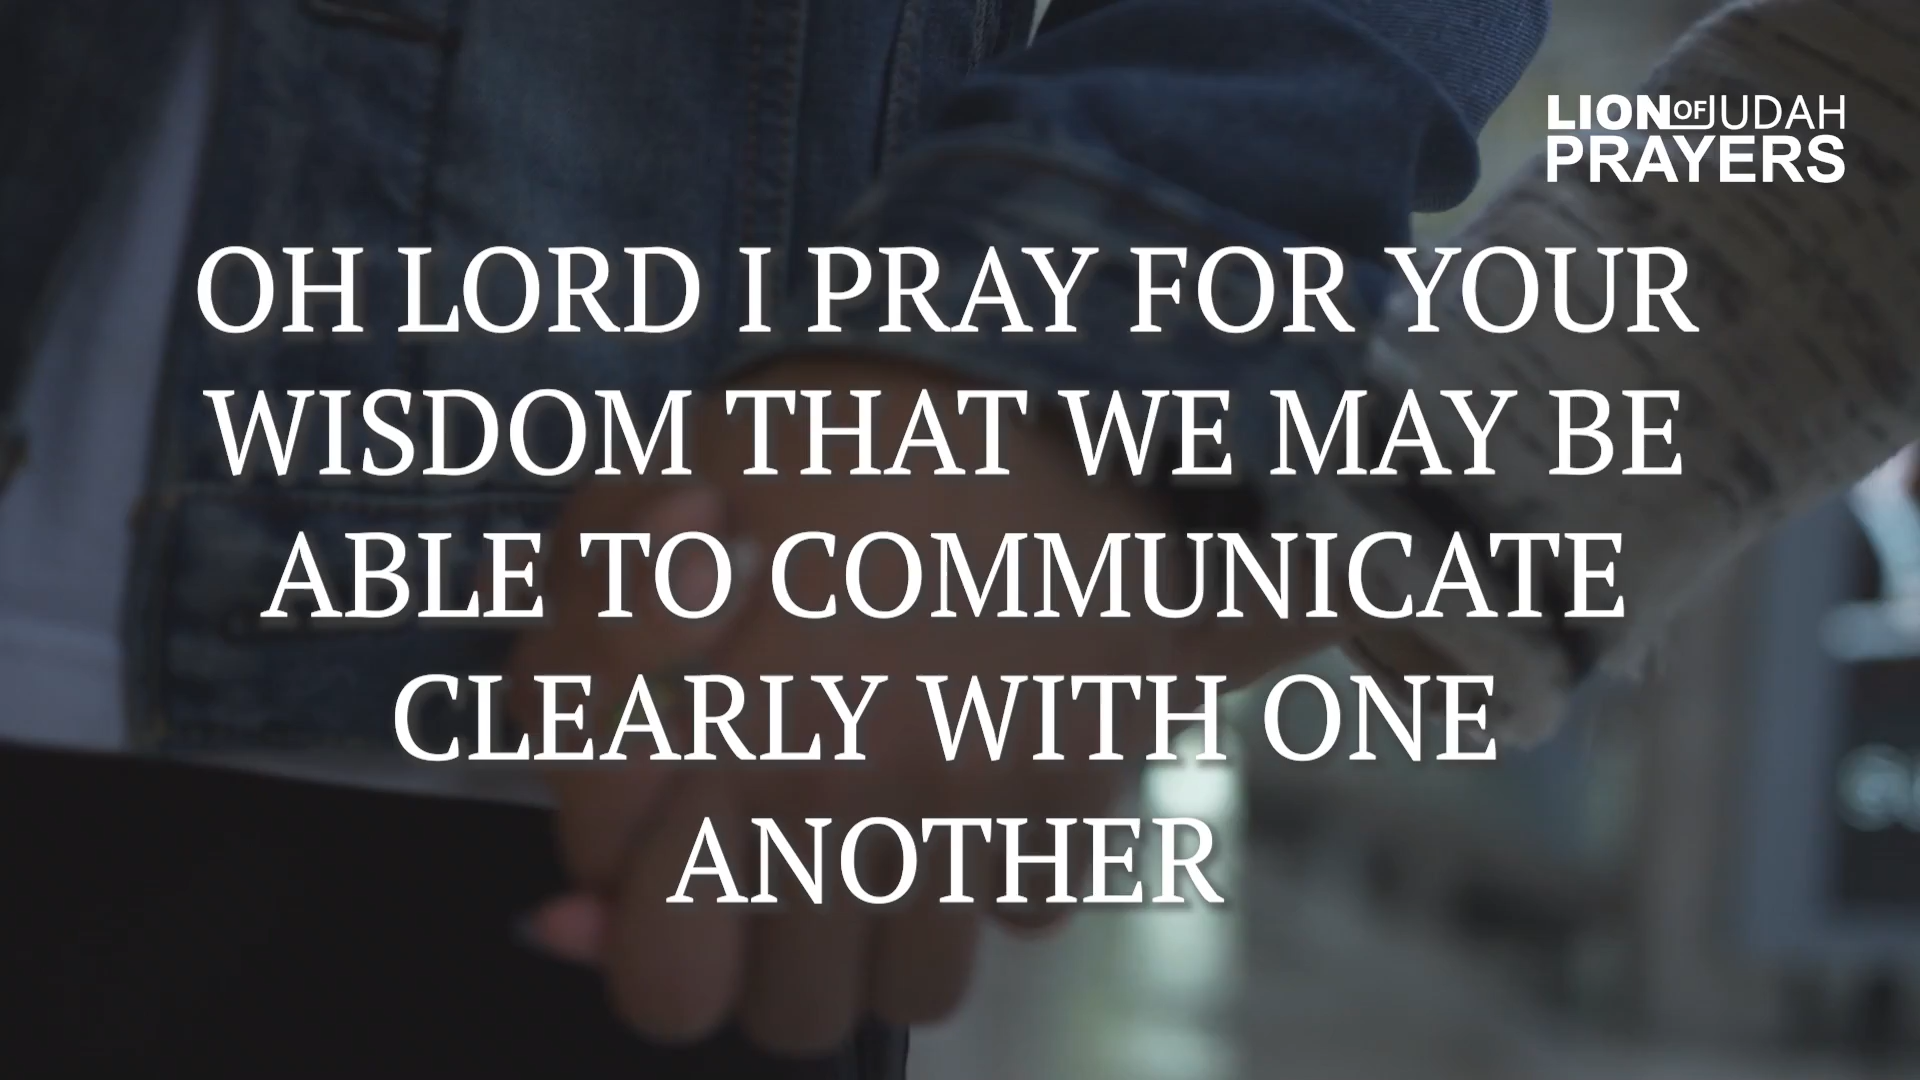 LION OF JUDAH
PRAYERS
OH LORD I PRAY FOR YOUR
WISDOM THAT WE MAY BE
ABLE TO COMMUNICATE
CLEARLY WITH ONE
ANOTHER